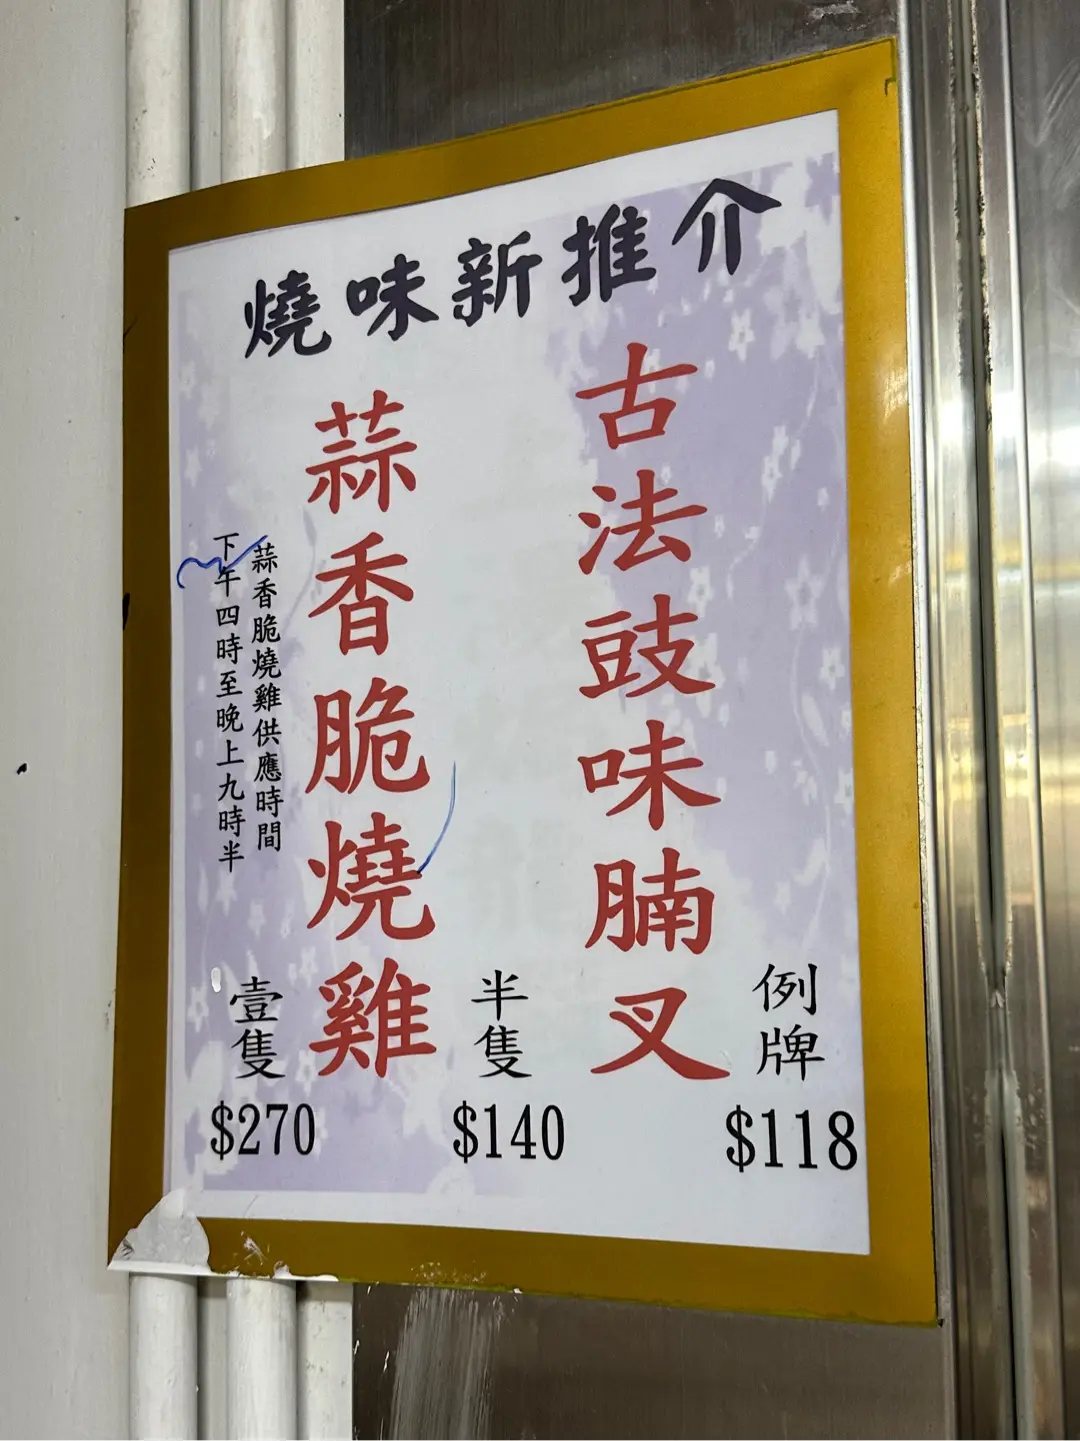 燒味新推介
古法豉味腩叉
例牌
$118
蒜香脆燒雞
半隻
$140
壹隻
$270
蒜香脆燒雞供應時間
下午四時至晚上九時半